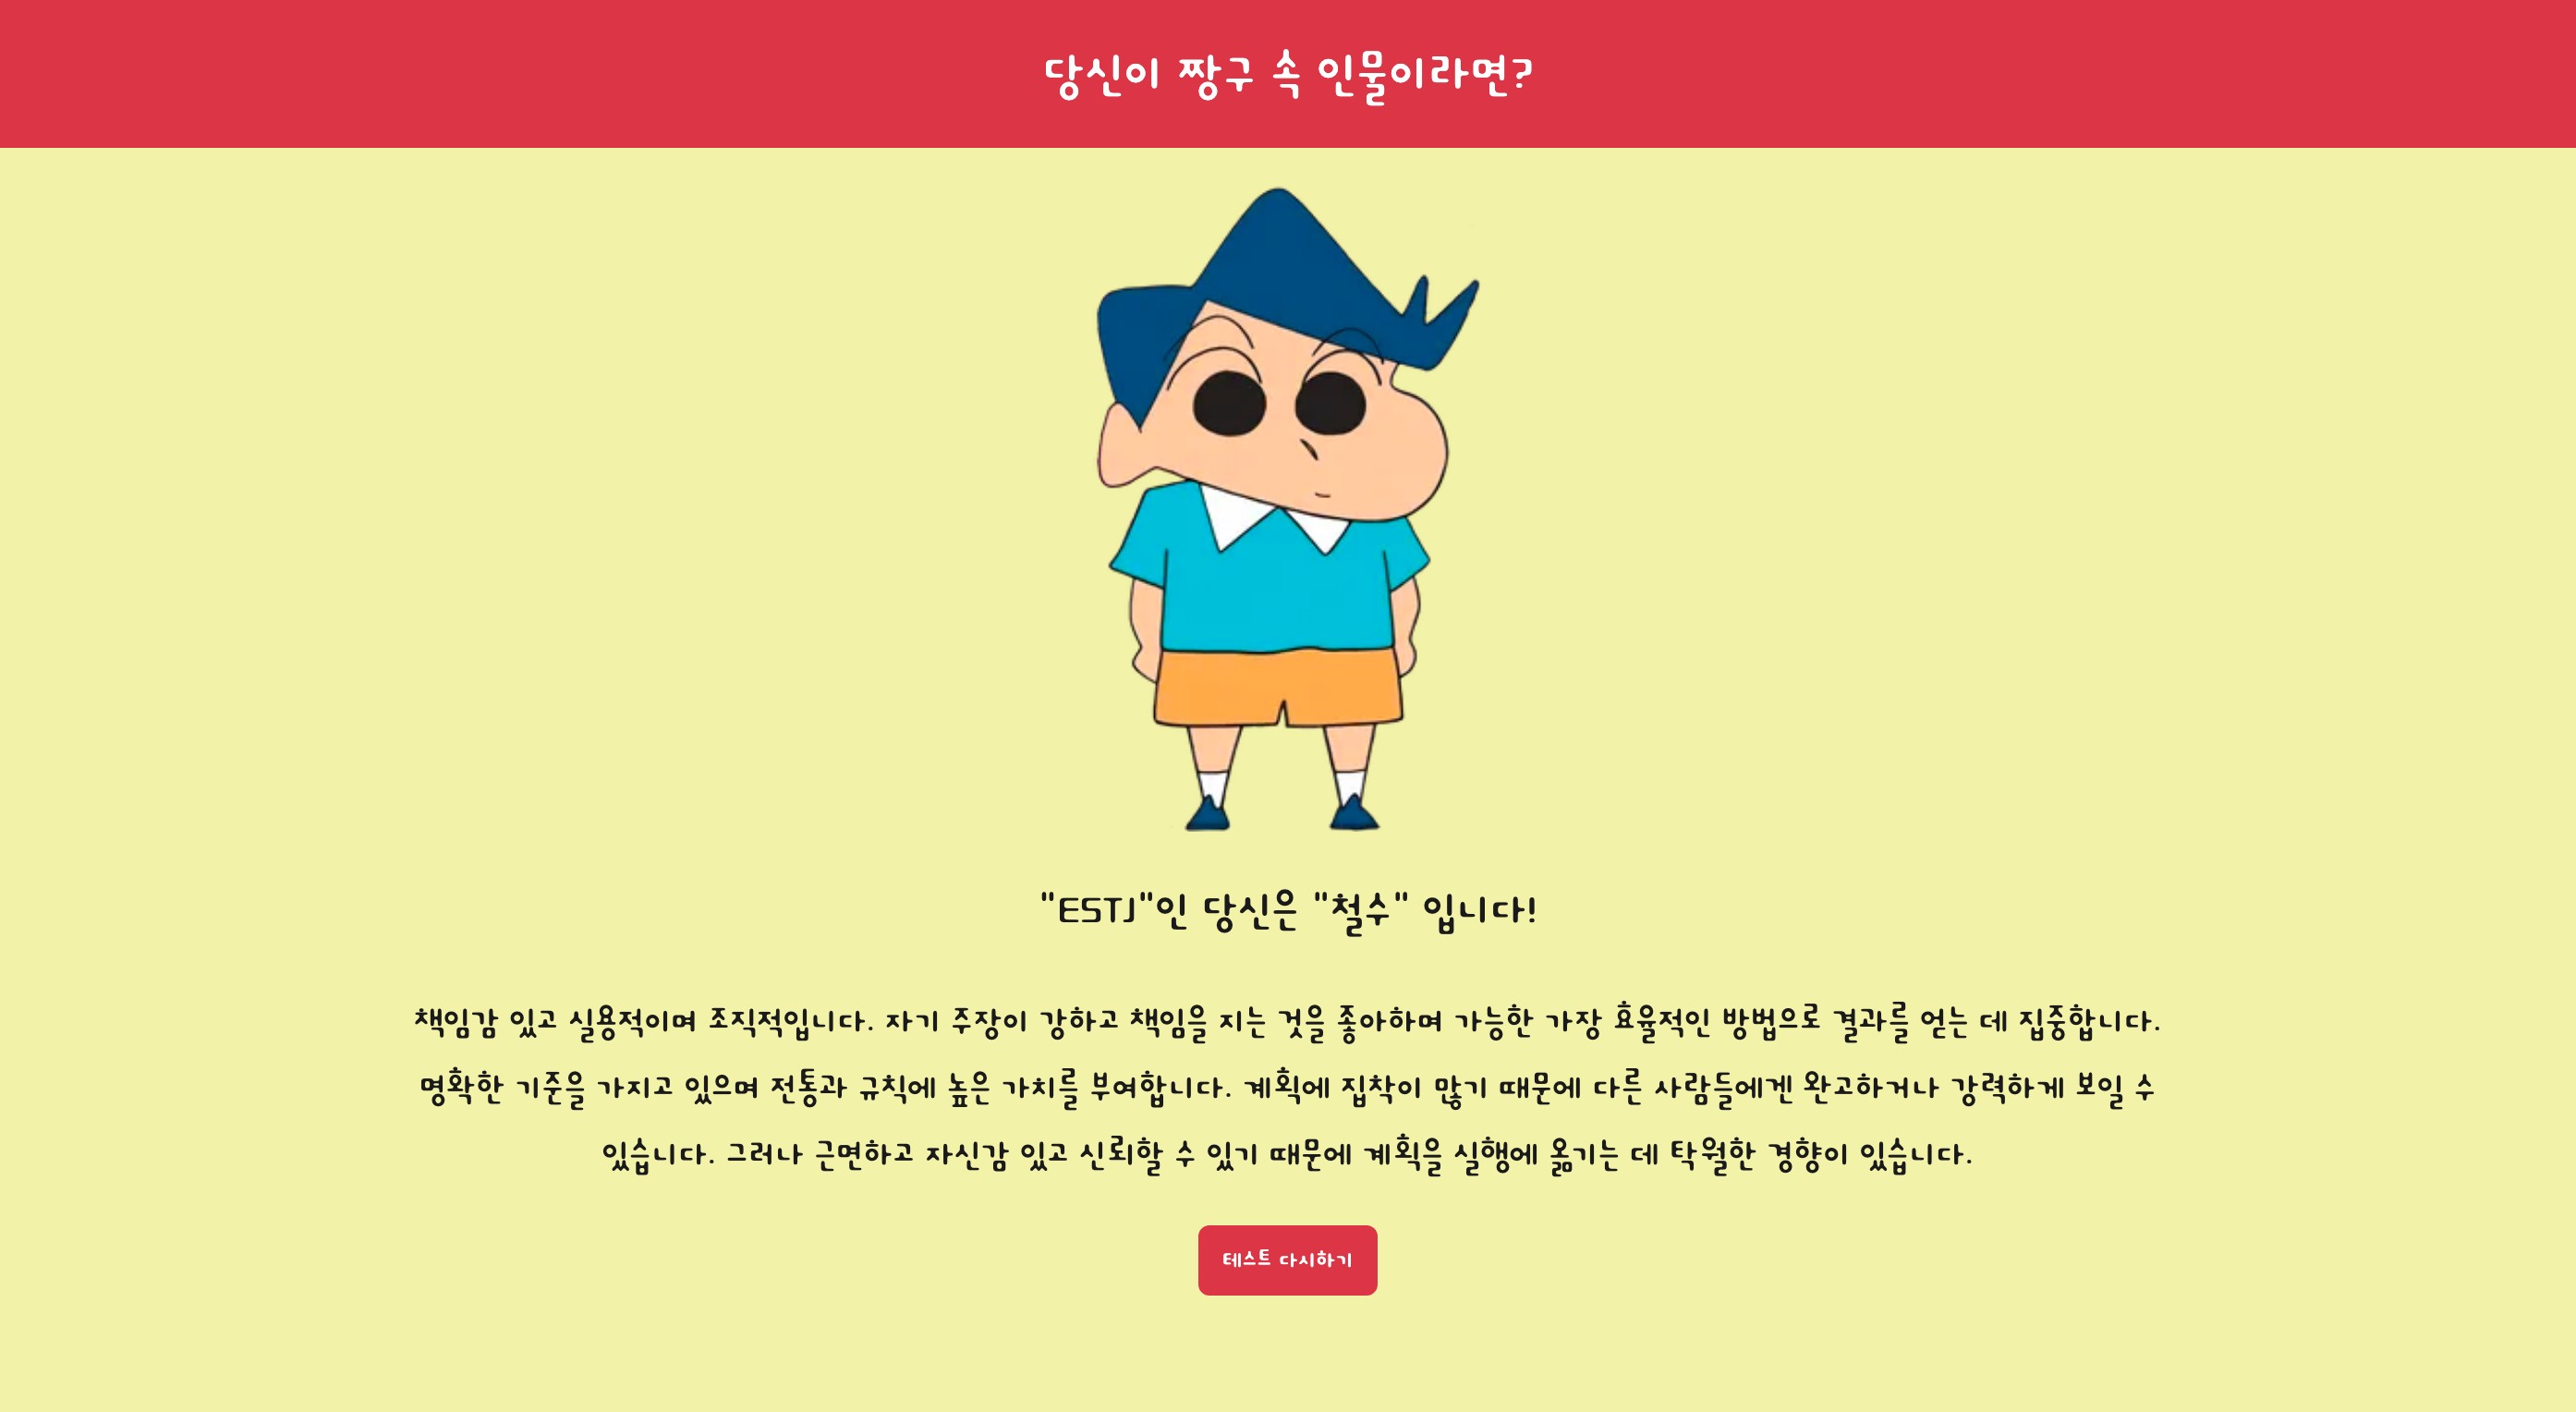 당신이 짱구 속 인물이라면?
"ESTJ"인 당신은 "철수" 입니다!
책임감 있고 실용적이며 조직적입니다. 자기 주장이 강하고 책임을 지는 것을 좋아하며 가능한 가장 효율적인 방법으로 결과를 얻는 데 집중합니다.
명확한 기준을 가지고 있으며 전통과 규칙에 높은 가치를 부여합니다. 계획에 집착이 많기 때문에 다른 사람들에겐 완고하거나 강력하게 보일 수
있습니다. 그러나 근면하고 자신감 있고 신뢰할 수 있기 때문에 계획을 실행에 옮기는 데 탁월한 경향이 있습니다.
테스트 다시하기